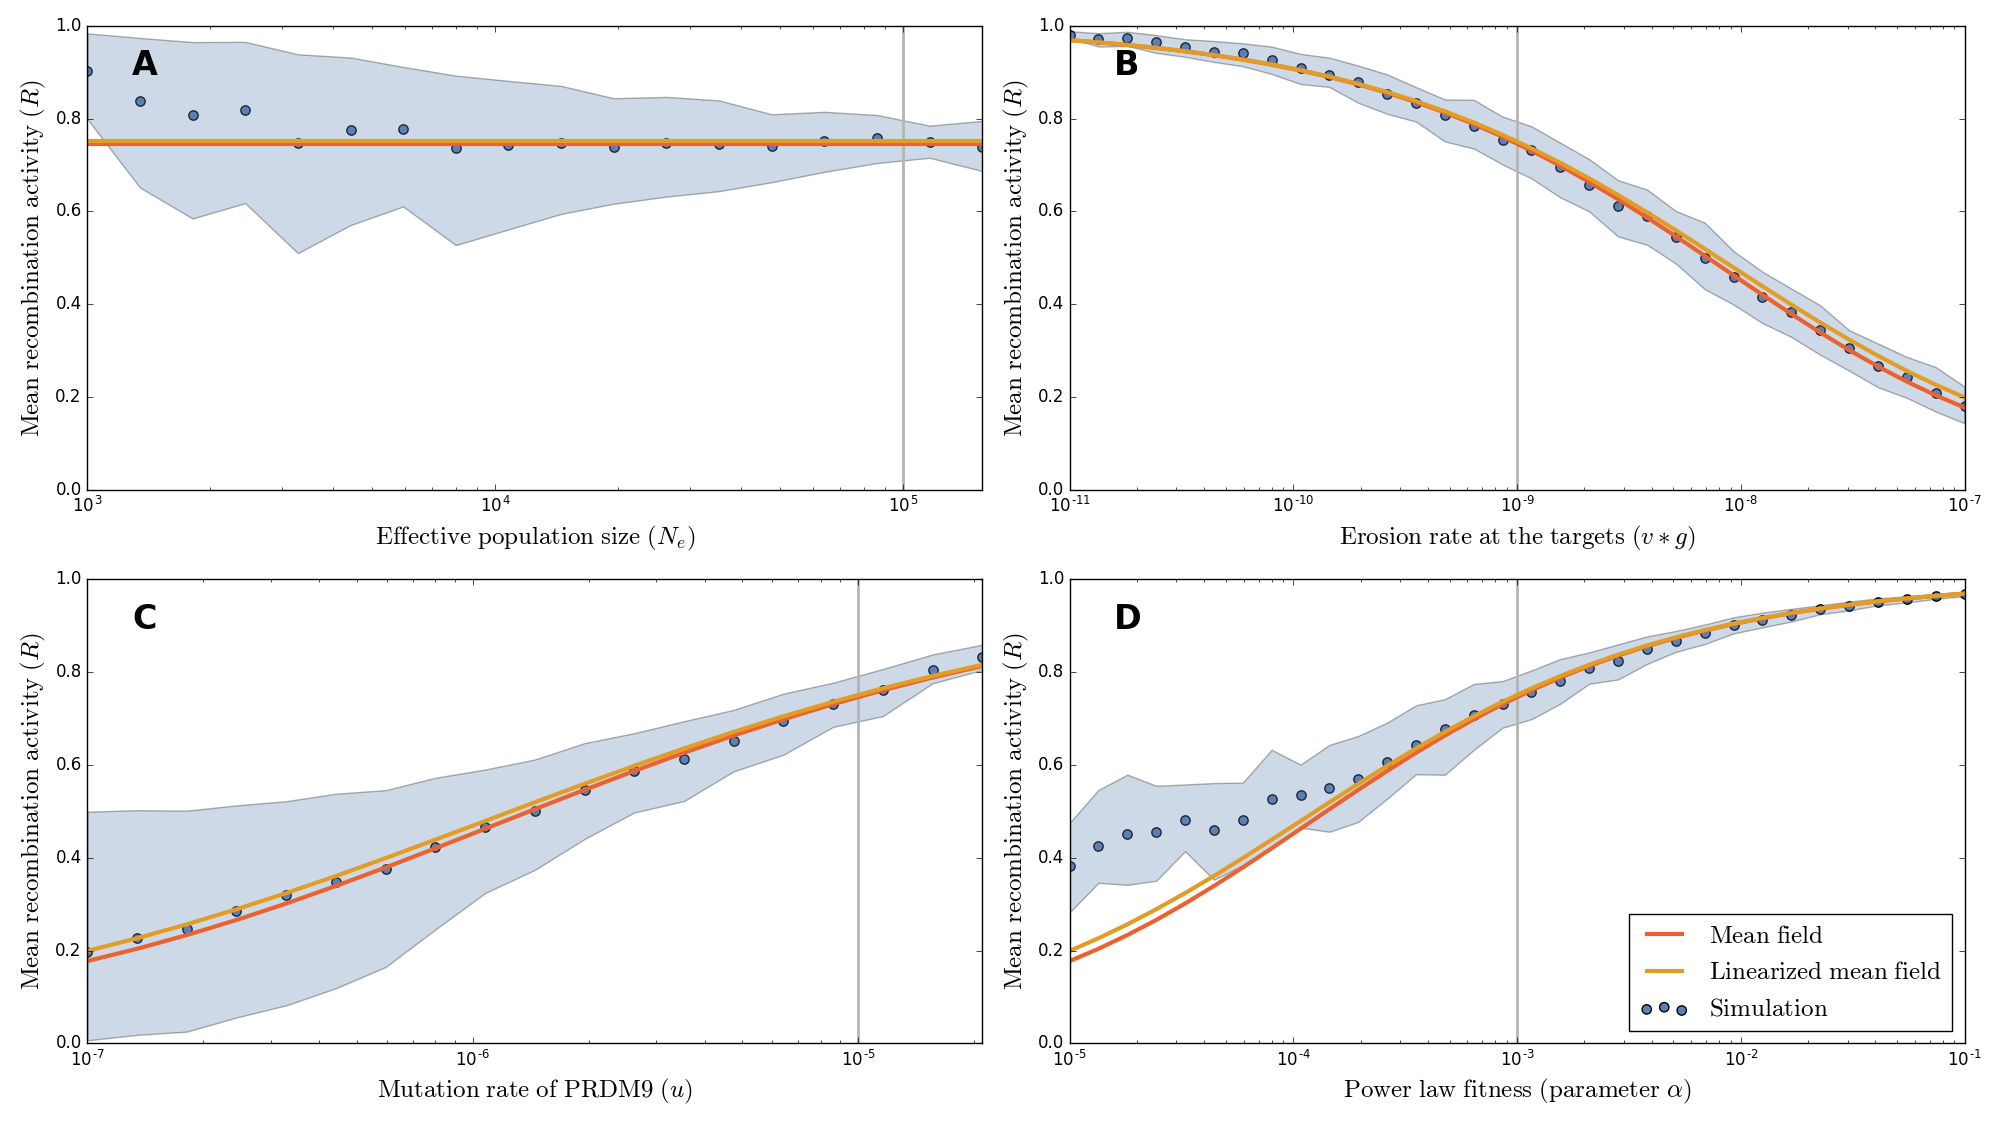 A
Mean recombination activity (R)
1.0
0.8
0.6
0.4
0.2
0.0
10^3 10^4 10^5
Effective population size (N_e)
B
Mean recombination activity (R)
1.0
0.8
0.6
0.4
0.2
0.0
10^-11 10^-10 10^-9 10^-8 10^-7
Erosion rate at the targets (v ∗ g)
C
Mean recombination activity (R)
1.0
0.8
0.6
0.4
0.2
0.0
10^-7 10^-6 10^-5
Mutation rate of PRDM9 (u)
D
Mean recombination activity (R)
1.0
0.8
0.6
0.4
0.2
0.0
10^-5 10^-4 10^-3 10^-2 10^-1
Power law fitness (parameter α)
Mean field
Linearized mean field
Simulation